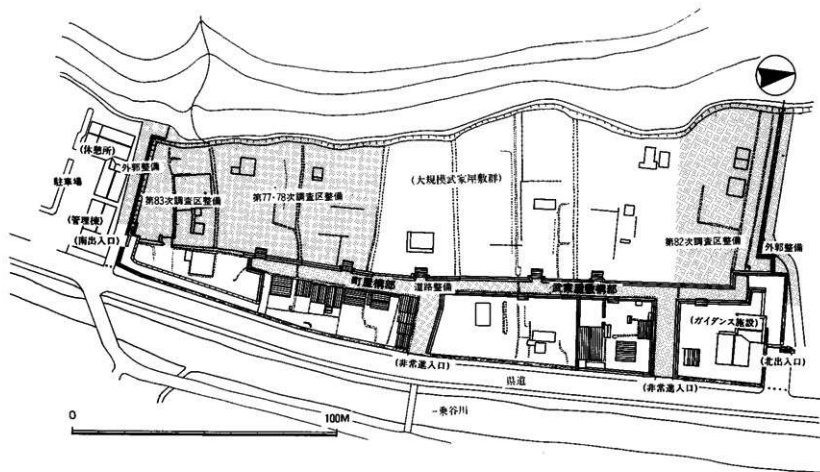 (休憩所)
外郭整備
駐車場
(管理棟)
(南出入口)
第83次調査区整備
第77・78次調査区整備
(大規模武家屋敷群)
第82次調査区整備
外郭整備
町屋構部
道路整備
武家屋敷構部
(ガイダンス施設)
(北出入口)
(非常進入口)
(非常進入口)
県道
一乗谷川
0
100M